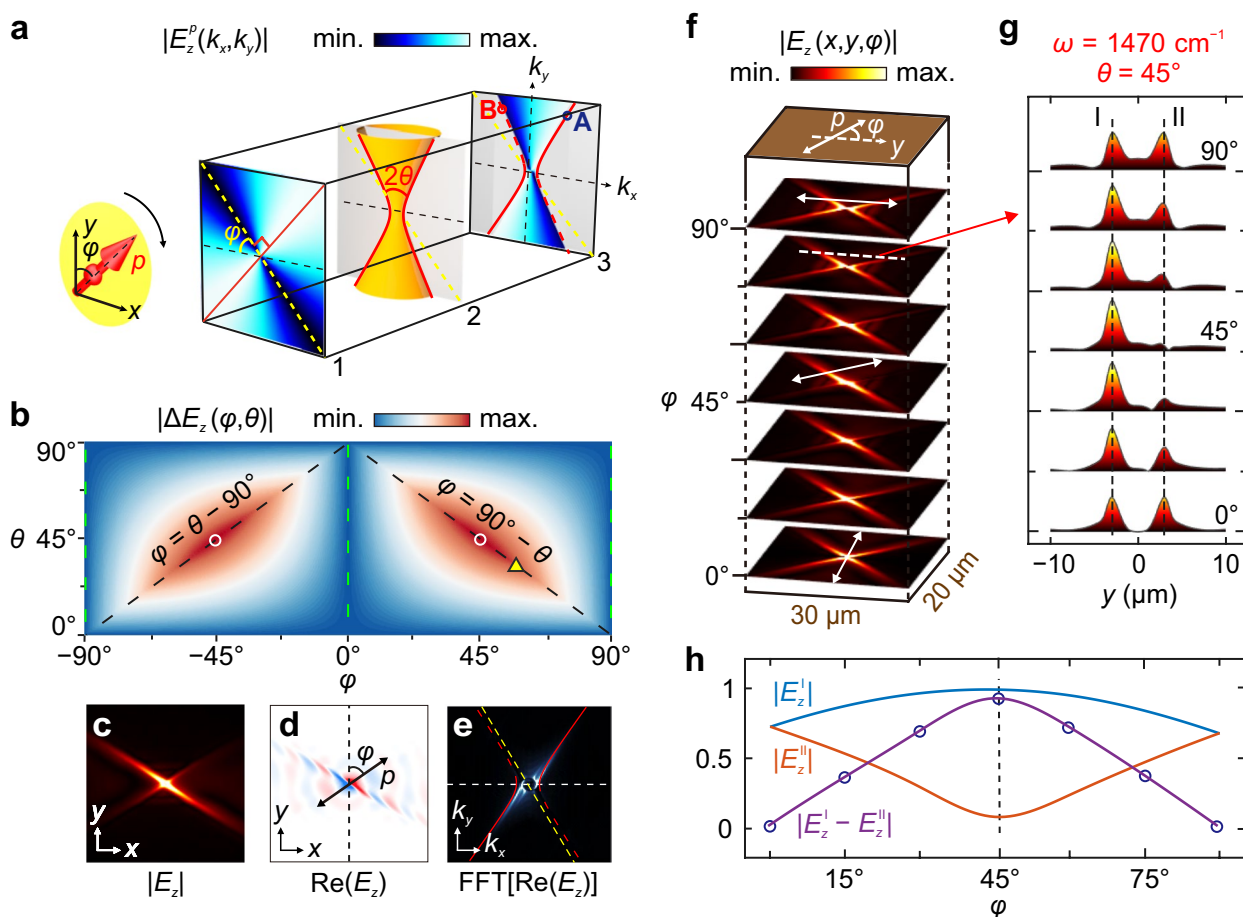 a
|E_z^p(k_x,k_y)| min. max.
k_y
B
A
2θ
k_x
φ
y
φ
p
x
1
2
3
b
|ΔE_z(φ,θ)| min. max.
90°
θ 45°
0°
φ = θ − 90°
φ = 90° − θ
−90° −45° 0° 45° 90°
φ
c
y
x
|E_z|
d
φ
p
y
x
Re(E_z)
e
k_y
k_x
FFT[Re(E_z)]
f
|E_z(x,y,φ)|
min. max.
p
φ
y
90°
φ 45°
0°
30 μm
20 μm
g
ω = 1470 cm⁻¹
θ = 45°
I II
90°
45°
0°
−10 0 10
y (μm)
h
1
0.5
0
|E_z^I|
|E_z^II|
|E_z^I − E_z^II|
15° 45° 75°
φ